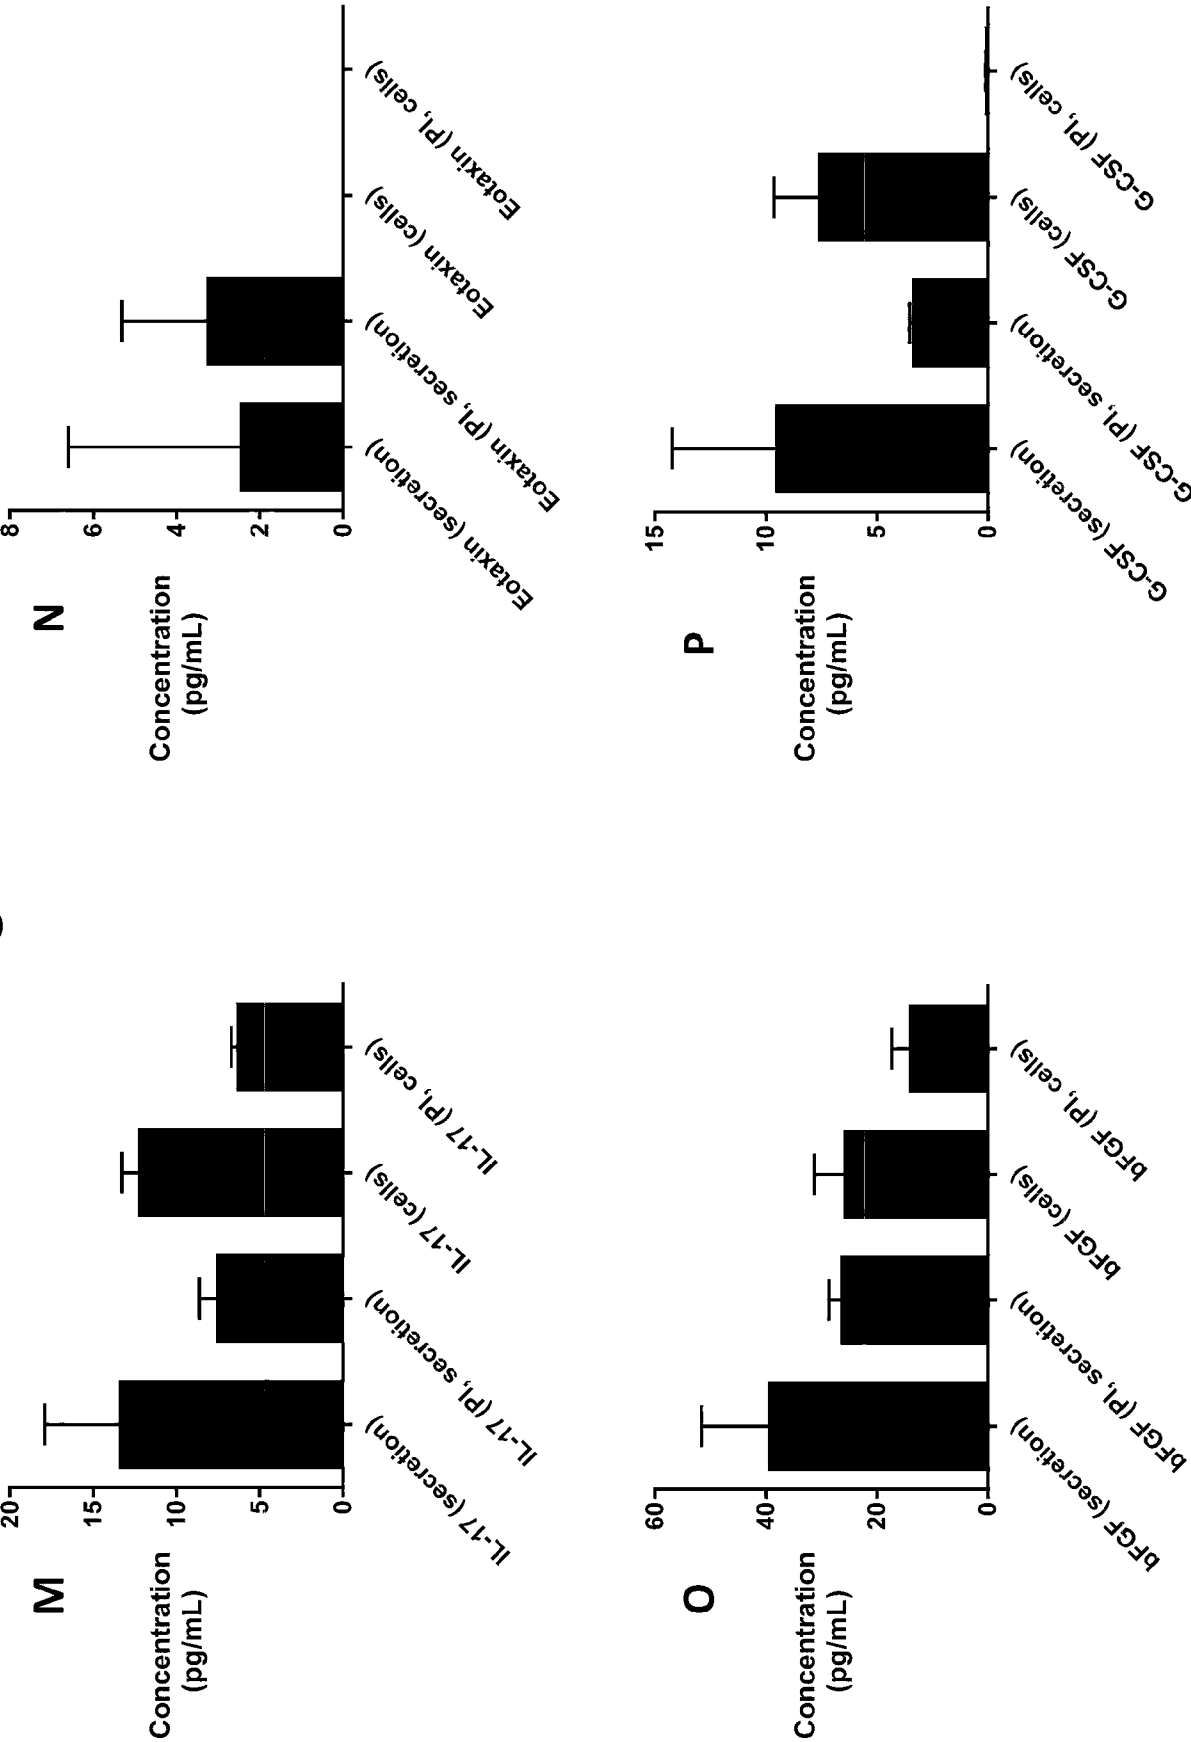 M
Concentration
(pg/mL)
20
15
10
5
0
IL-17 (secretion)
IL-17 (PI, secretion)
IL-17 (cells)
IL-17 (PI, cells)
N
Concentration
(pg/mL)
8
6
4
2
0
Eotaxin (secretion)
Eotaxin (PI, secretion)
Eotaxin (cells)
Eotaxin (PI, cells)
O
Concentration
(pg/mL)
60
40
20
0
bFGF (secretion)
bFGF (PI, secretion)
bFGF (cells)
bFGF (PI, cells)
P
Concentration
(pg/mL)
15
10
5
0
G-CSF (secretion)
G-CSF (PI, secretion)
G-CSF (cells)
G-CSF (PI, cells)